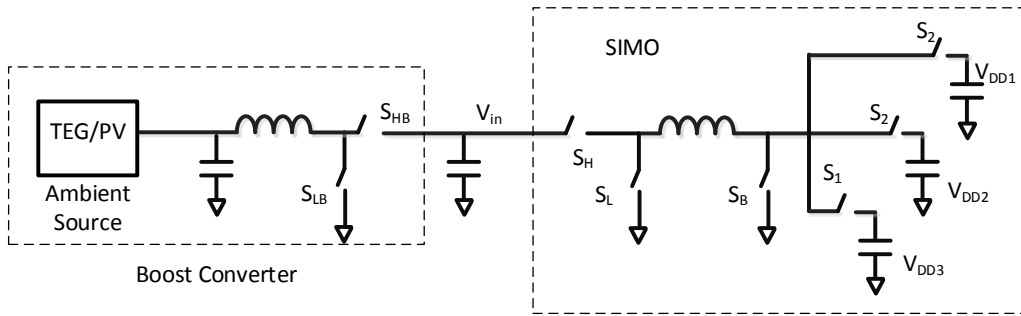 SIMO
S2
VDD1
TEG/PV
SHB
Vin
S2
SH
Ambient
Source
SLB
SL
SB
S1
VDD2
VDD3
Boost Converter